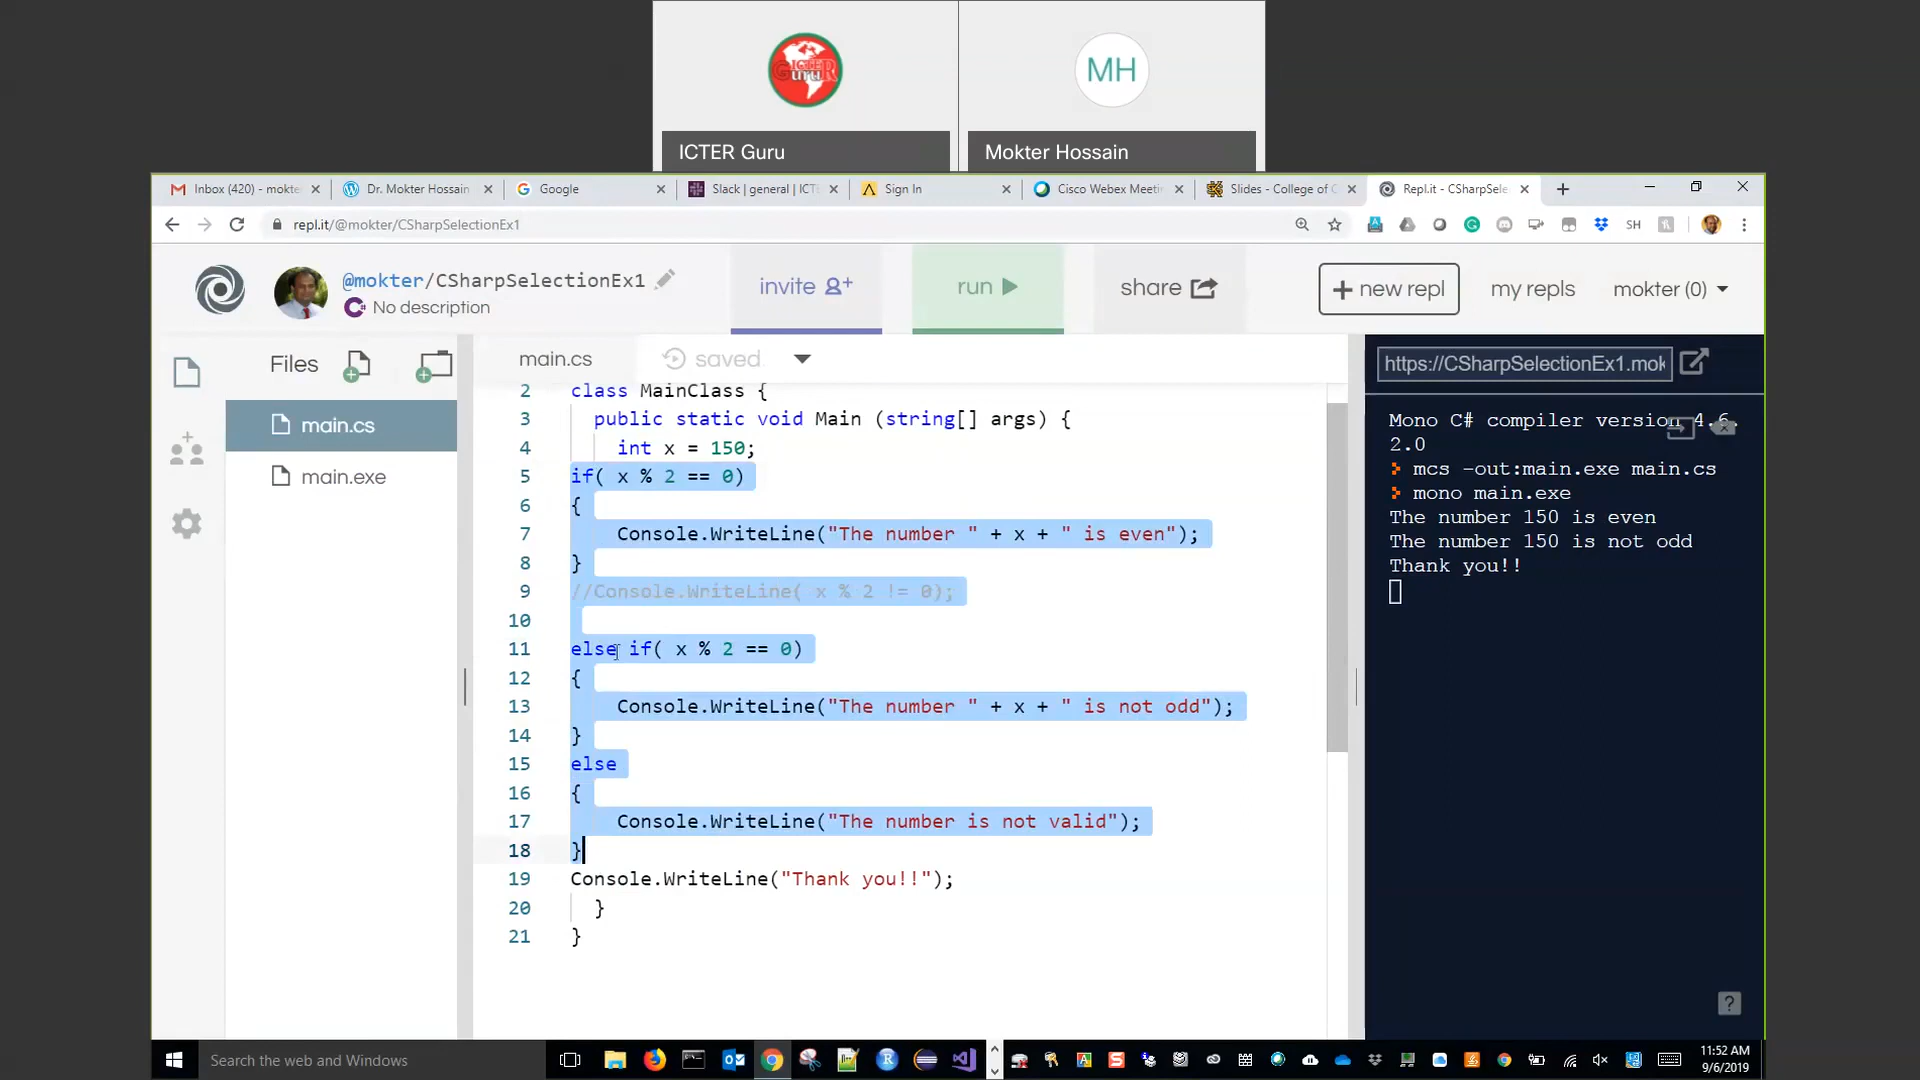 ICTER GuruR
MH
ICTER Guru
Mokter Hossain
Inbox (420) - mokte
Dr. Mokter Hossain
Google
Slack | general | ICT
Sign In
Cisco Webex Meeti
Slides - College of C
Repl.it - CSharpSele
repl.it/@mokter/CSharpSelectionEx1
SH
@mokter/CSharpSelectionEx1
No description
invite
run
share
+ new repl
my repls
mokter (0)
Files
main.cs
main.exe
main.cs
saved
2 class MainClass {
3 public static void Main (string[] args) {
4 int x = 150;
5 if( x % 2 == 0)
6 {
7 Console.WriteLine("The number " + x + " is even");
8 }
9 //Console.WriteLine( x % 2 != 0);
10
11 else if( x % 2 == 0)
12 {
13 Console.WriteLine("The number " + x + " is not odd");
14 }
15 else
16 {
17 Console.WriteLine("The number is not valid");
18 }
19 Console.WriteLine("Thank you!!");
20 }
21 }
https://CSharpSelectionEx1.mok
Mono C# compiler version 4.6.
2.0
mcs -out:main.exe main.cs
mono main.exe
The number 150 is even
The number 150 is not odd
Thank you!!
?
Search the web and Windows
11:52 AM
9/6/2019